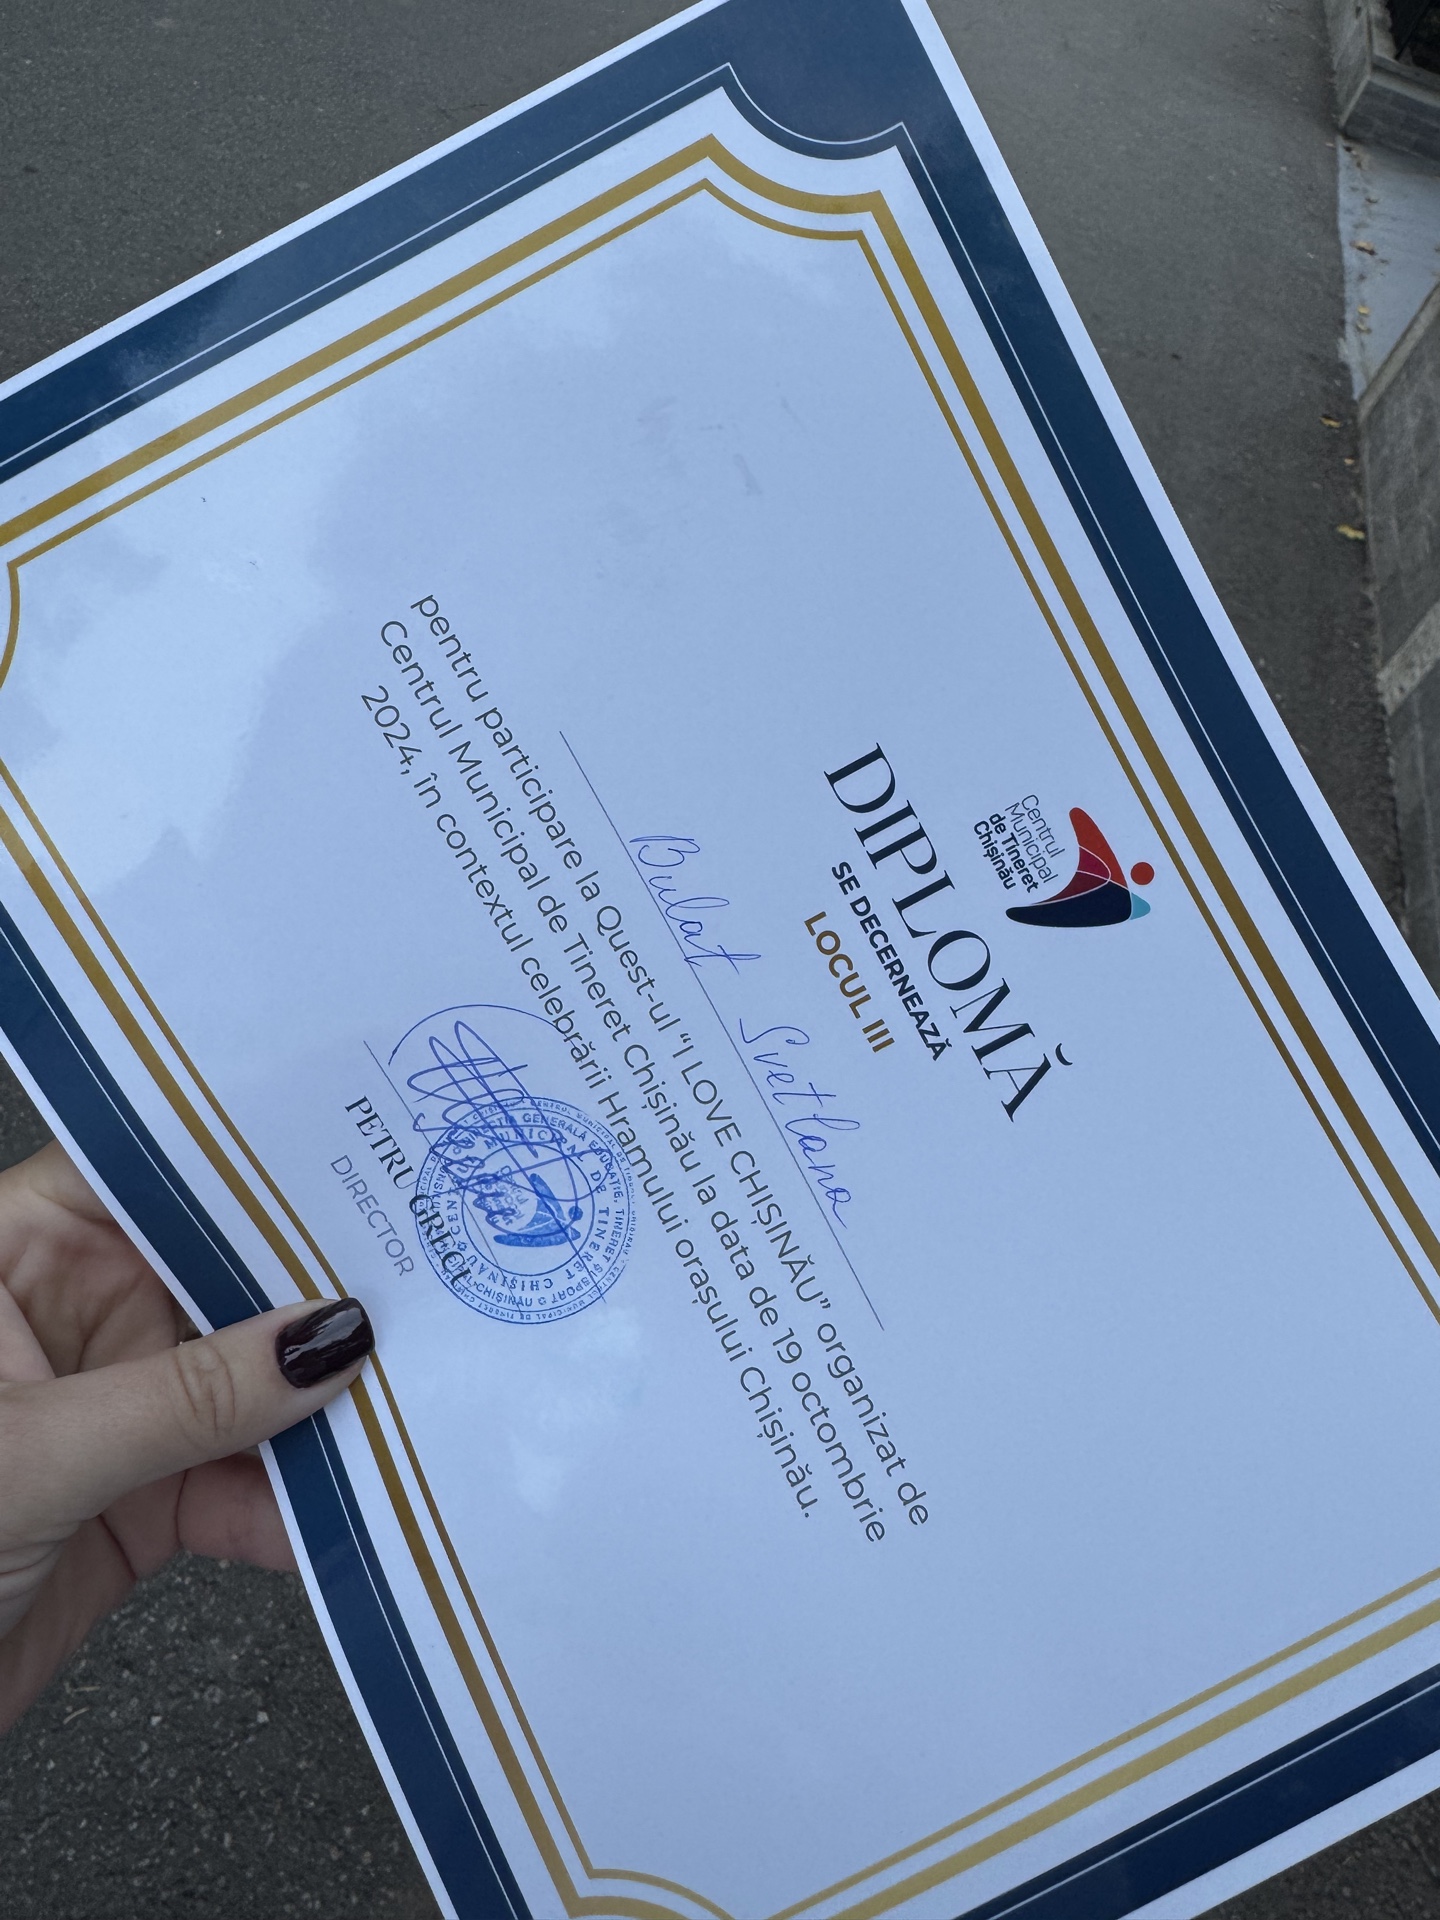 Centrul
Municipal
de Tineret
Chișinău
DIPLOMĂ
SE DECERNEAZĂ
LOCUL III
Bulat Svetlana
pentru participare la Quest-ul “I LOVE CHIȘINĂU” organizat de
Centrul Municipal de Tineret Chișinău la data de 19 octombrie
2024, în contextul celebrării Hramului orașului Chișinău.
PETRU GRICI
DIRECTOR